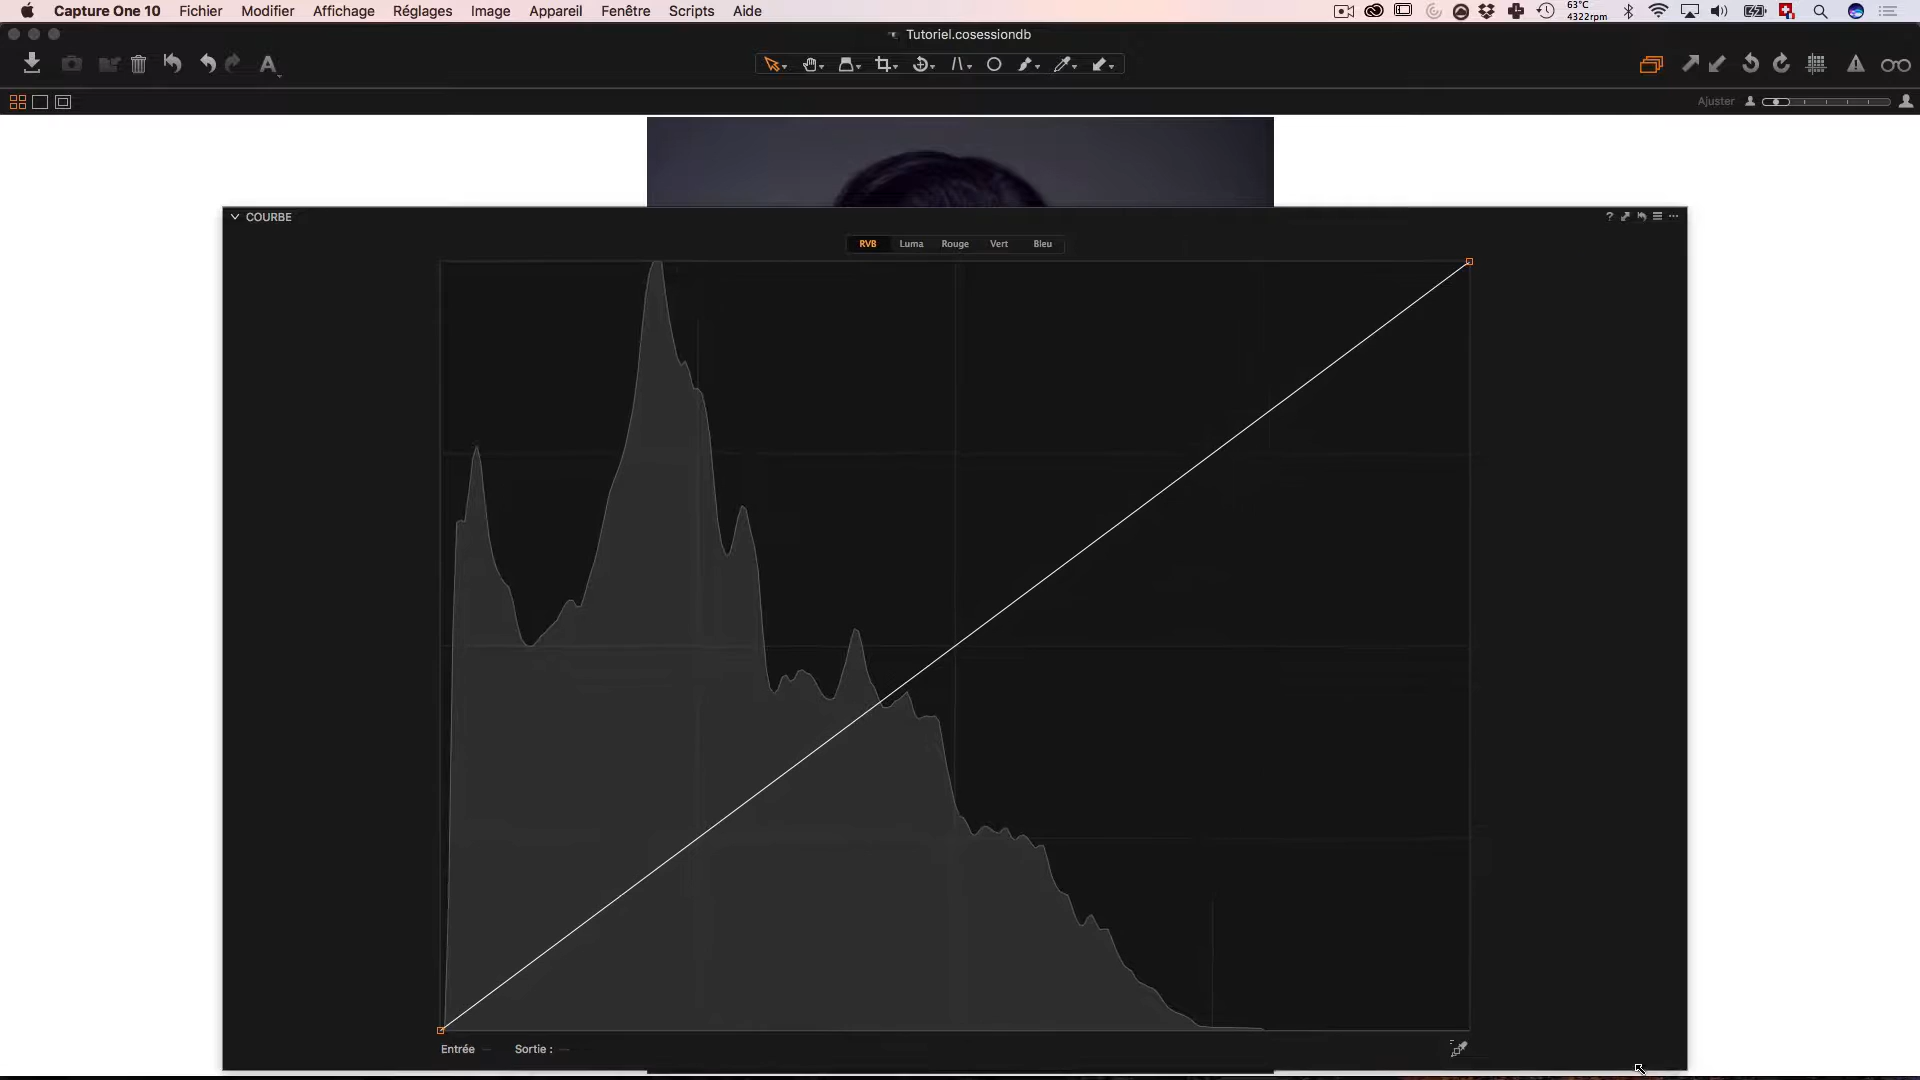 Capture One 10 Fichier Modifier Affichage Réglages Image Appareil Fenêtre Scripts Aide 63°C 4322rpm
Tutoriel.cosessiondb
A
Ajuster
COURBE
? ...
RVB Luma Rouge Vert Bleu
Entrée -- Sortie : --